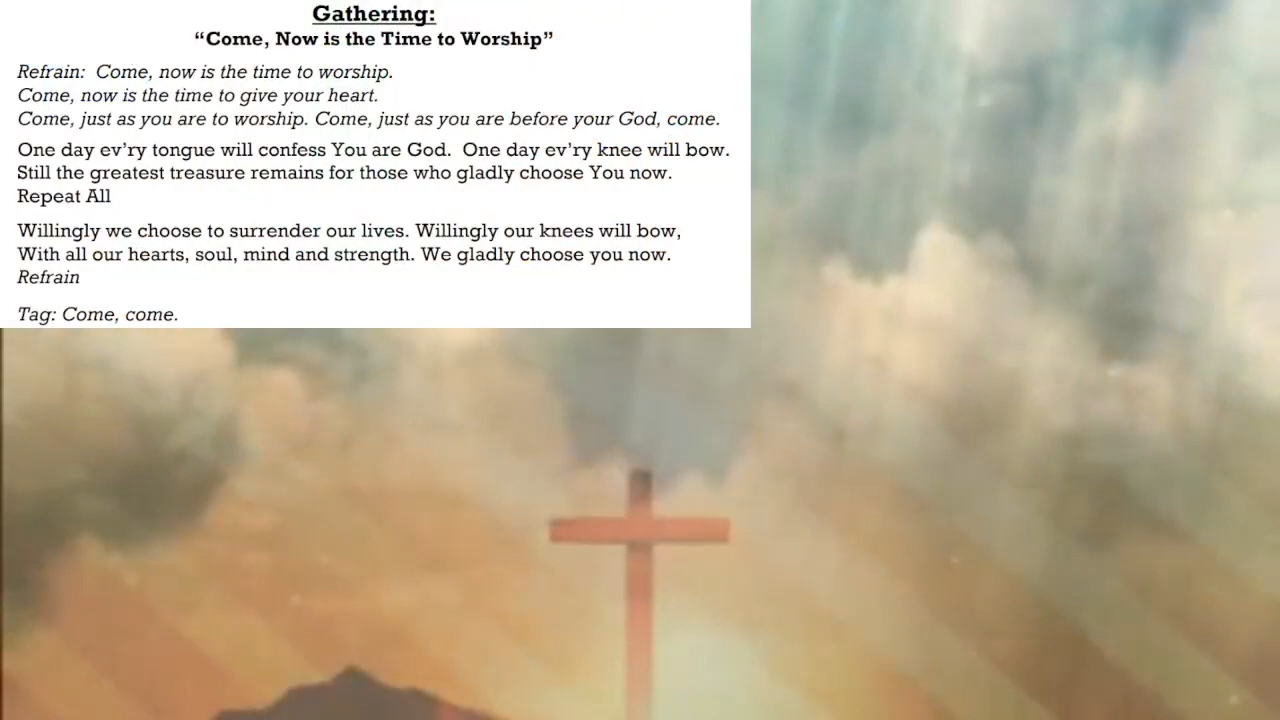 Gathering:
“Come, Now is the Time to Worship”
Refrain:  Come, now is the time to worship.
Come, now is the time to give your heart.
Come, just as you are to worship. Come, just as you are before your God, come.
One day ev’ry tongue will confess You are God.  One day ev’ry knee will bow.
Still the greatest treasure remains for those who gladly choose You now.
Repeat All
Willingly we choose to surrender our lives. Willingly our knees will bow,
With all our hearts, soul, mind and strength. We gladly choose you now.
Refrain
Tag: Come, come.